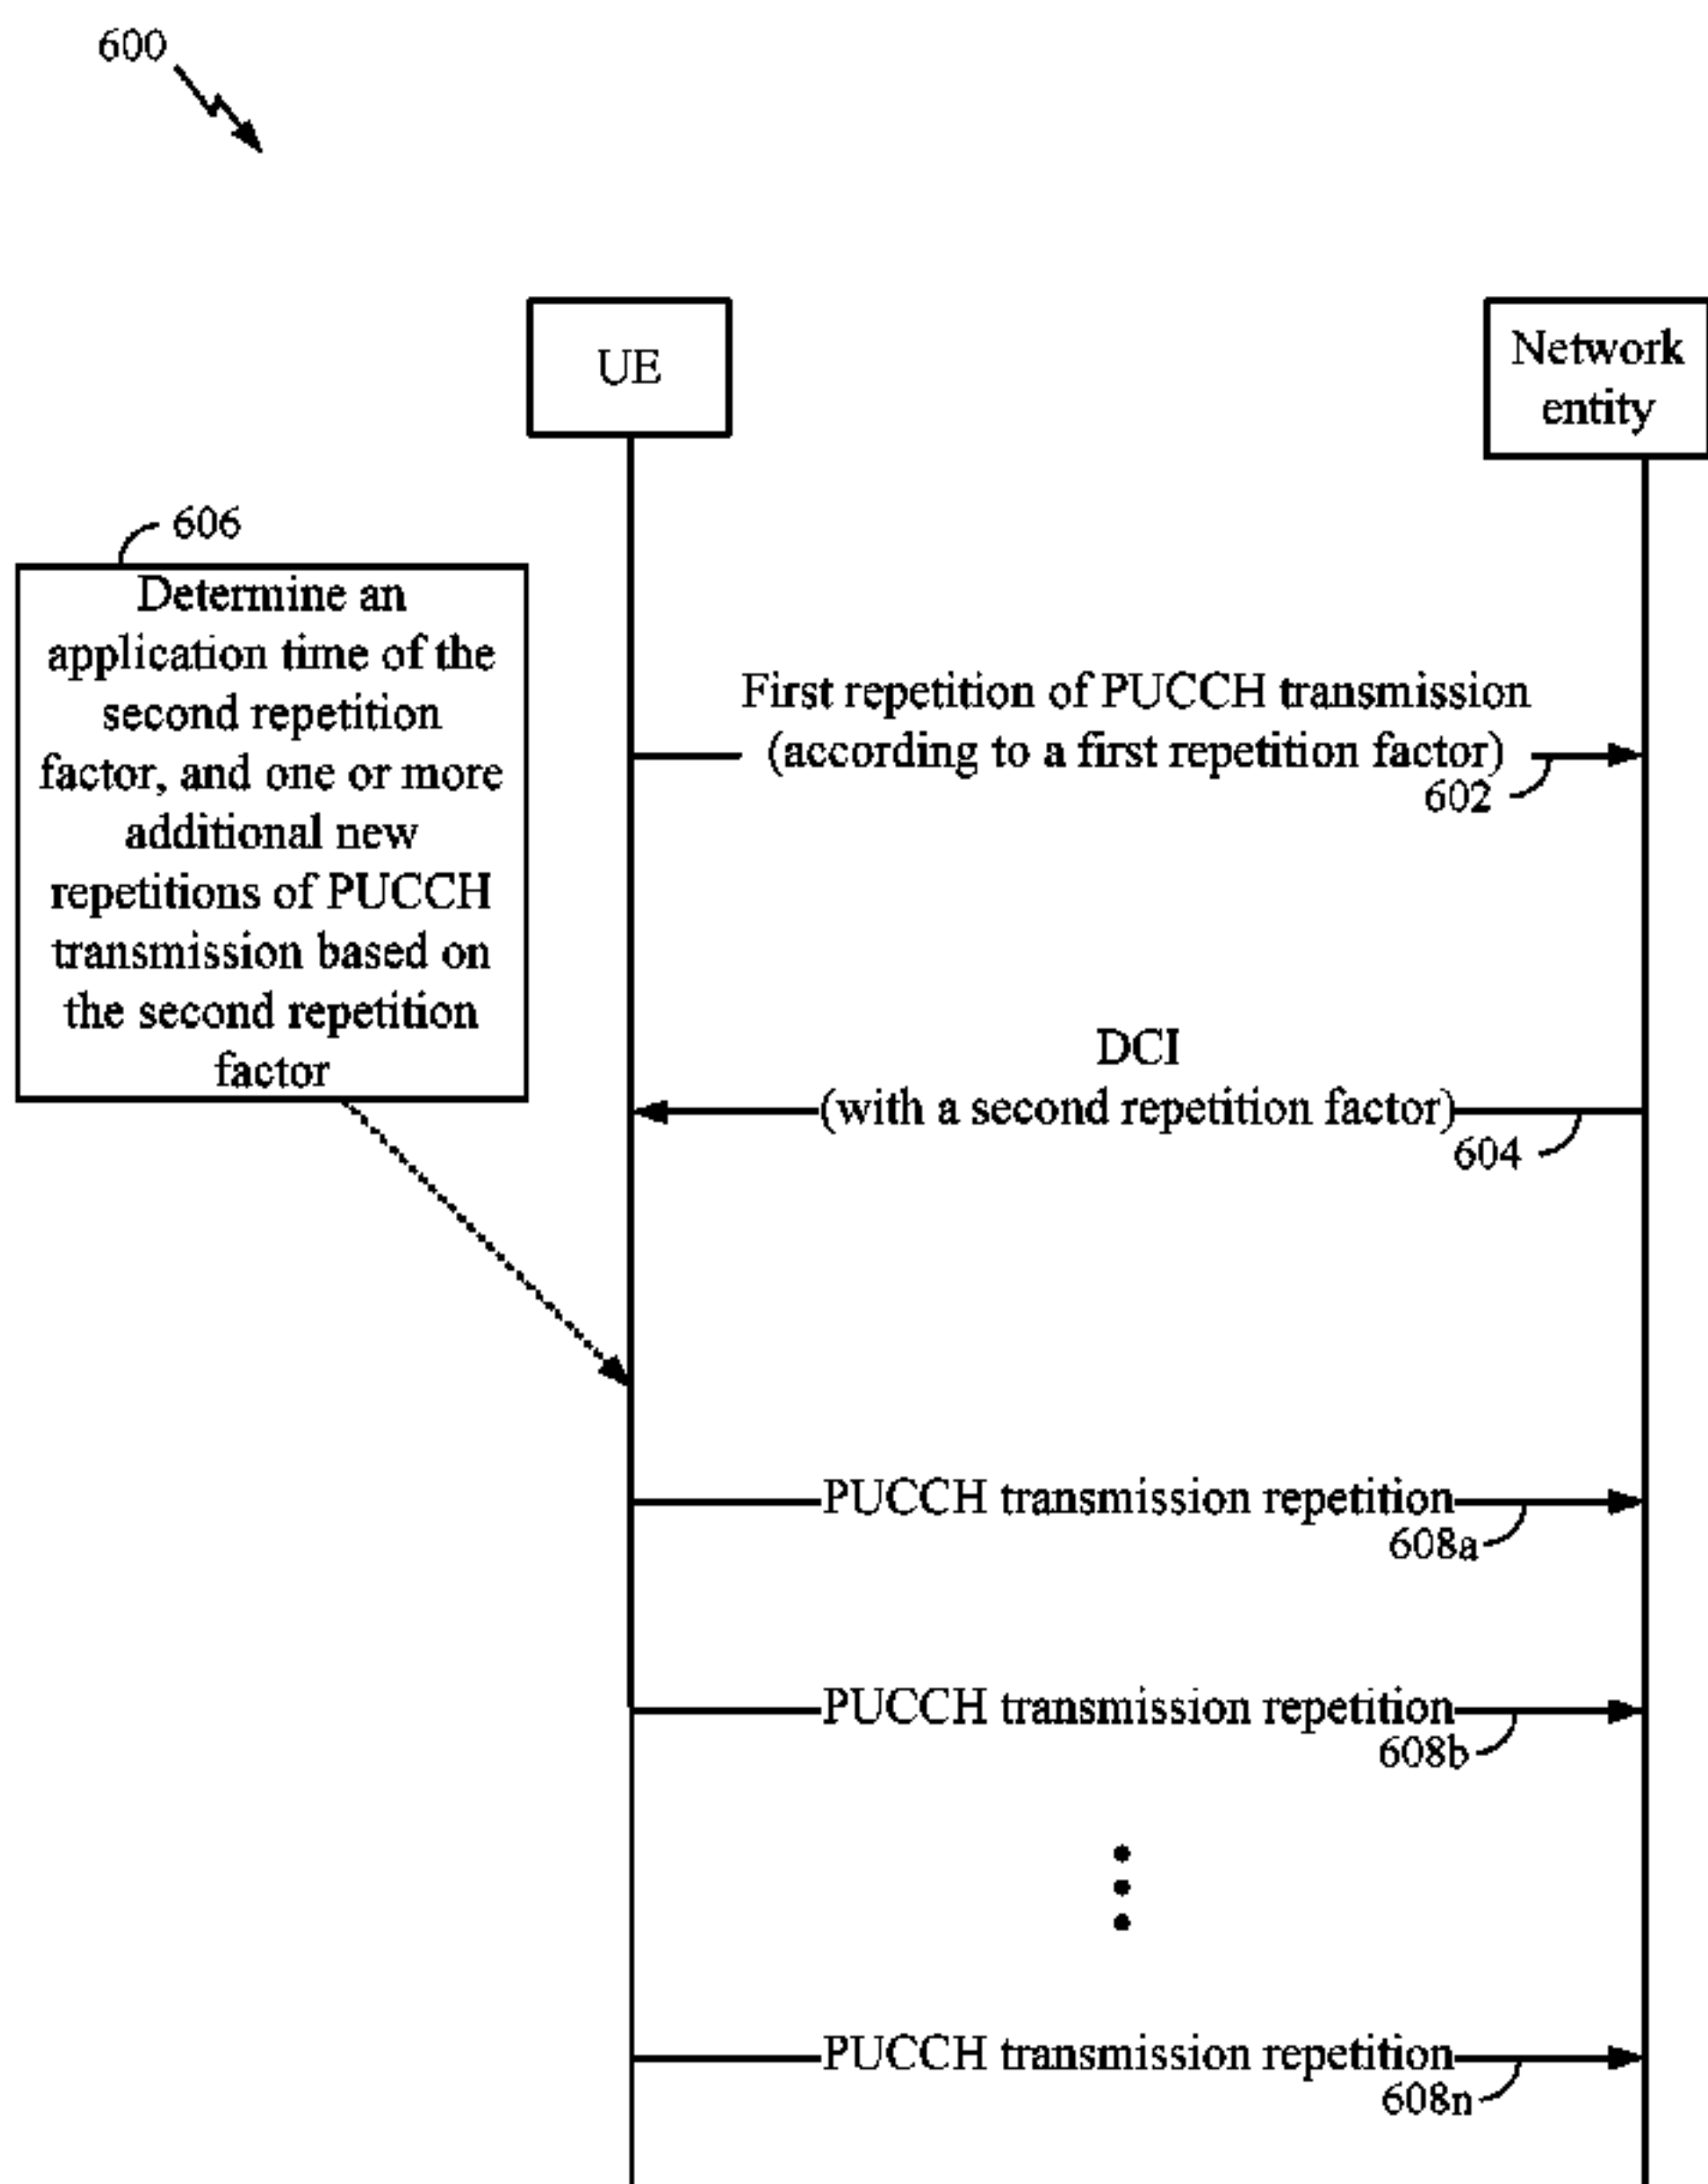 600
UE
Network
entity
606
Determine an
application time of the
second repetition
factor, and one or more
additional new
repetitions of PUCCH
transmission based on
the second repetition
factor
First repetition of PUCCH transmission
(according to a first repetition factor)
602
DCI
(with a second repetition factor)
604
PUCCH transmission repetition
608a
PUCCH transmission repetition
608b
PUCCH transmission repetition
608n